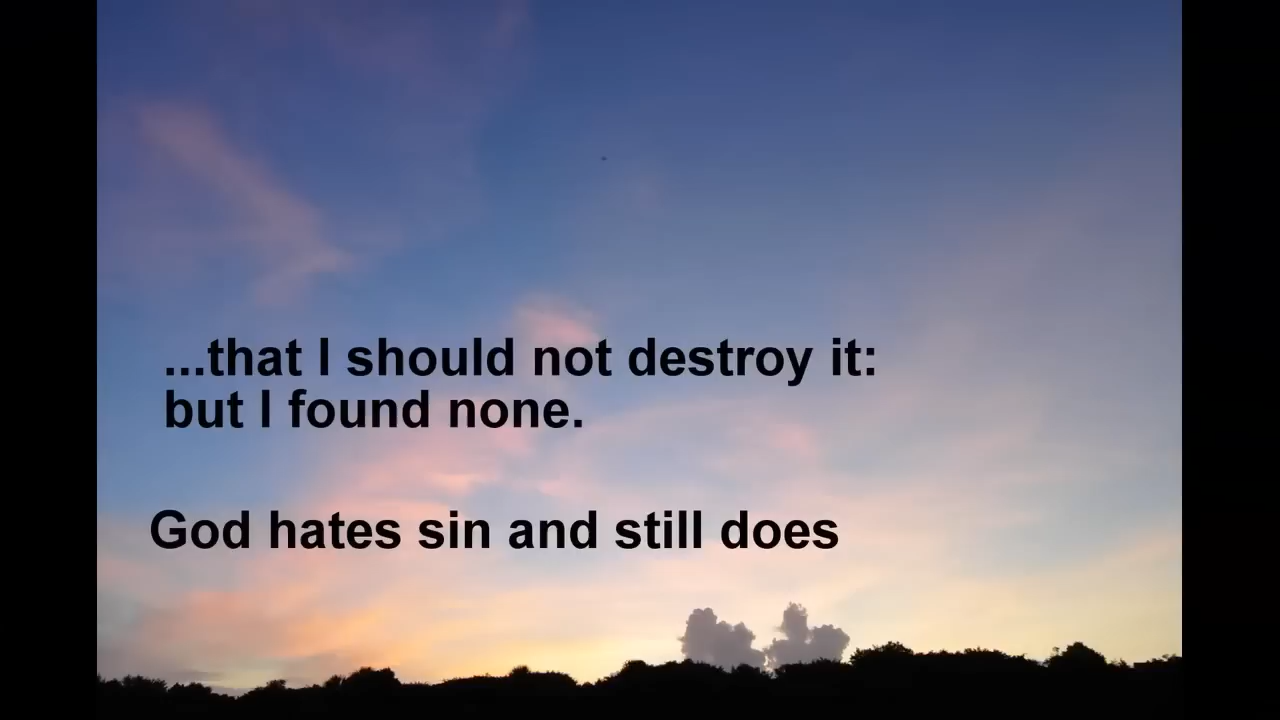 ...that I should not destroy it:
but I found none.
God hates sin and still does